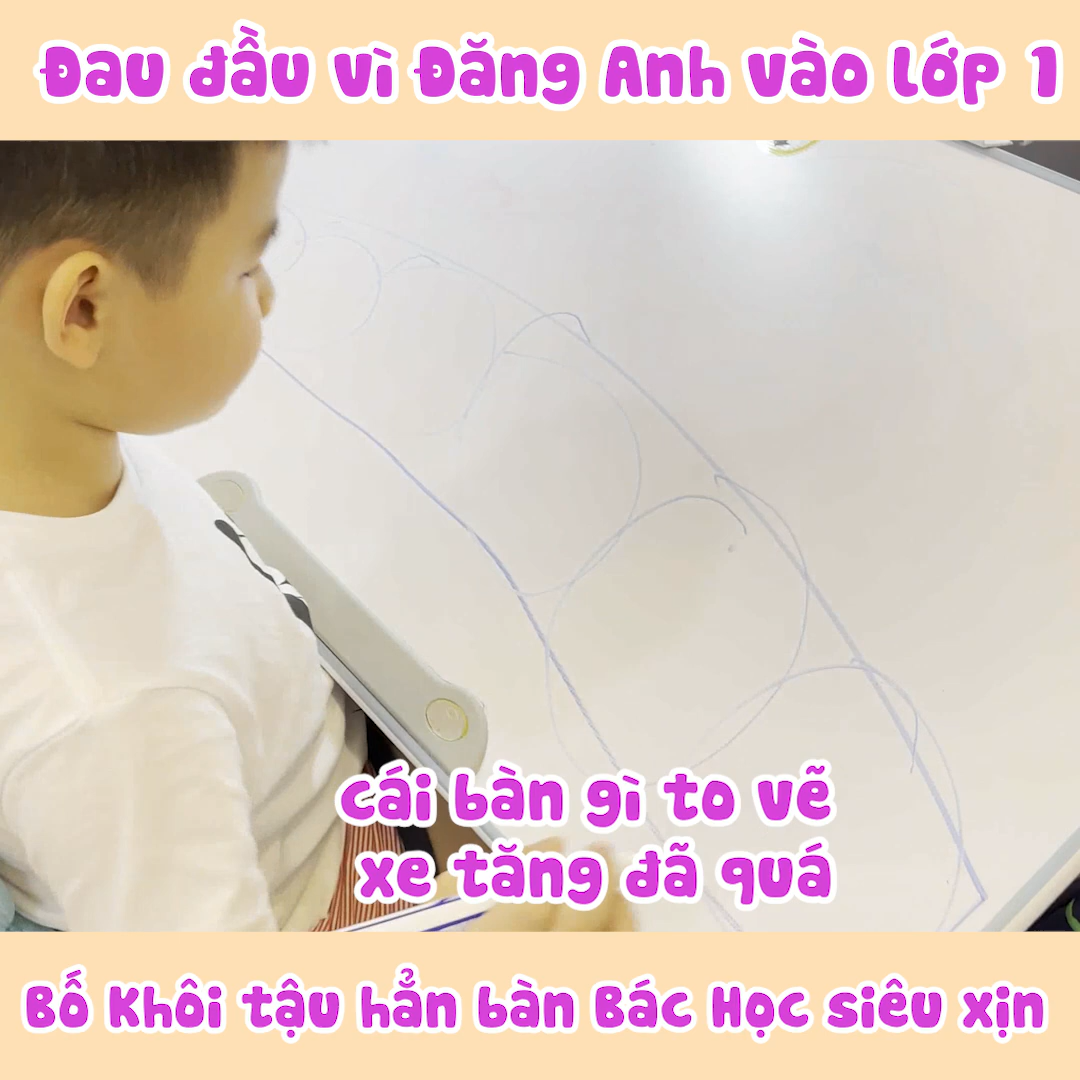 Đau đầu vì Đăng Anh vào lớp 1
cái bàn gì to vẽ
xe tăng đã quá
Bố Khôi tậu hẳn bàn Bác Học siêu xịn